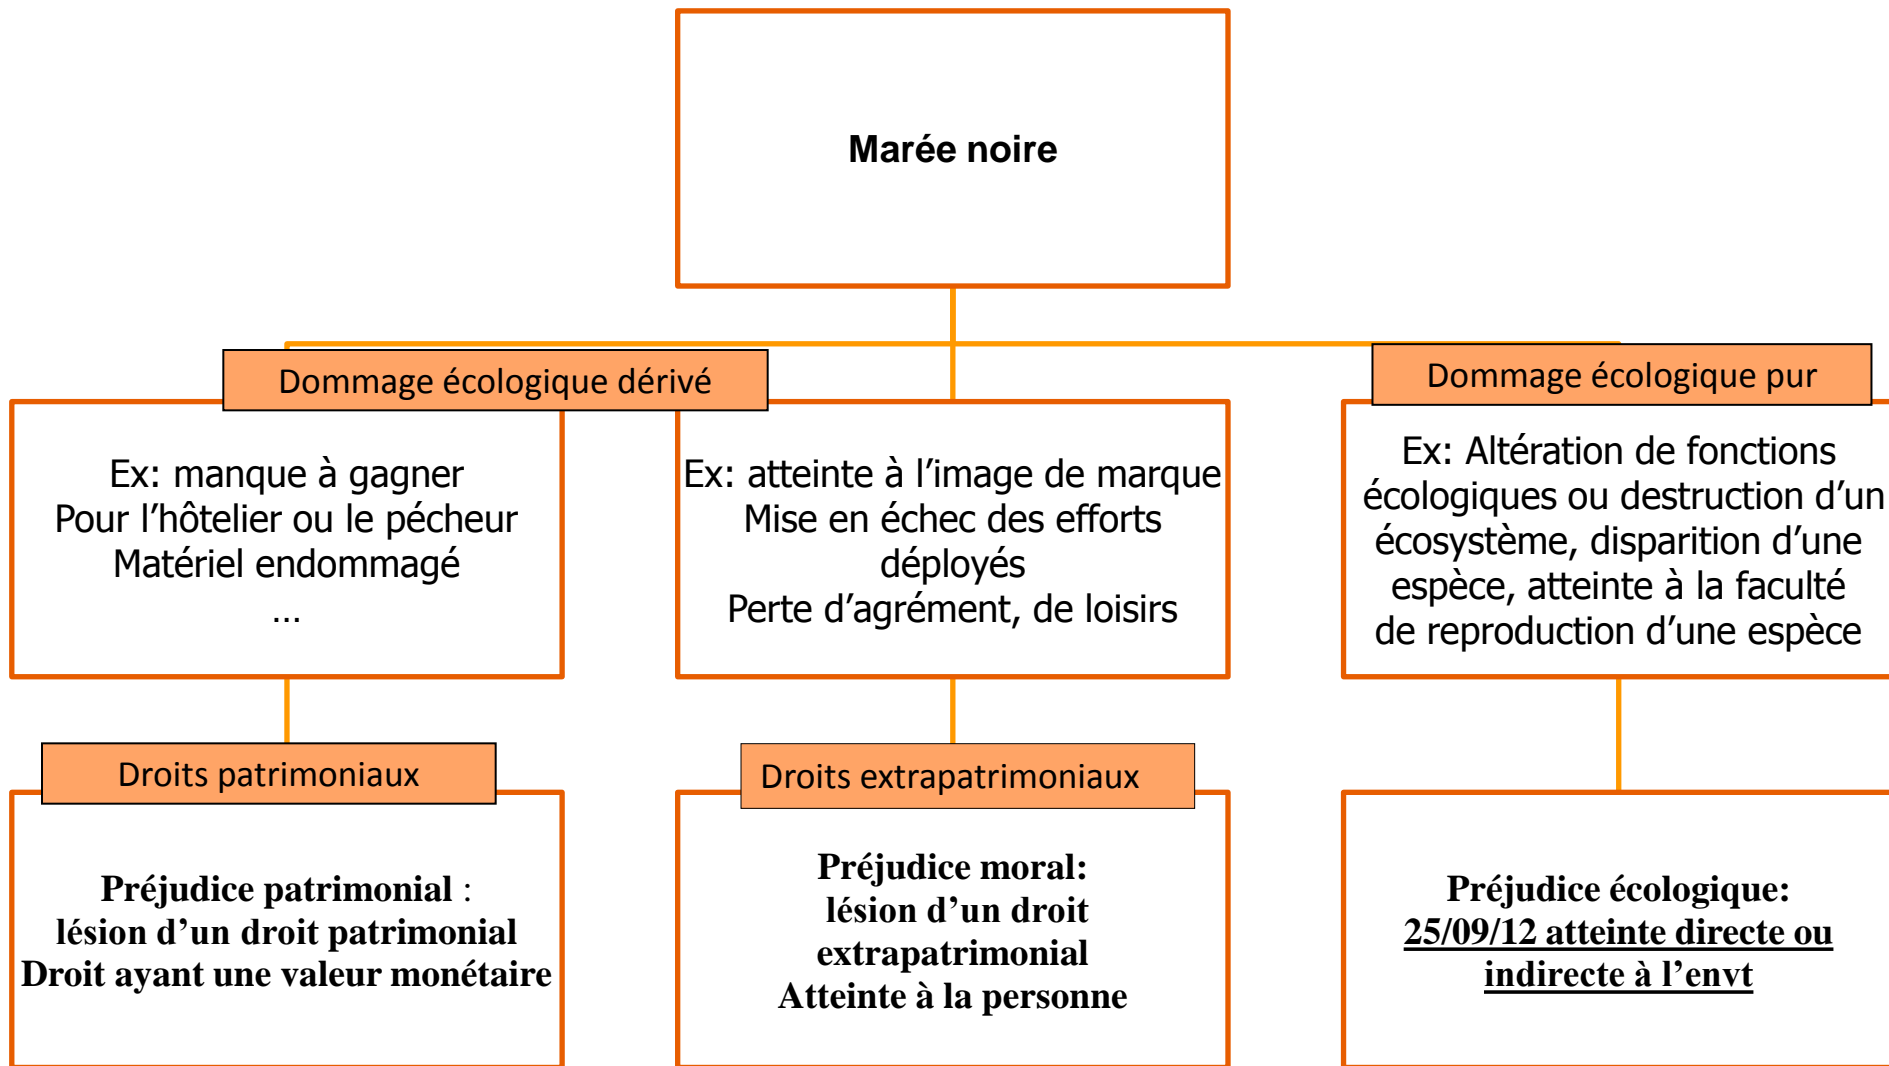 Marée noire
Dommage écologique dérivé
Dommage écologique pur
Ex: manque à gagner
Pour l’hôtelier ou le pécheur
Matériel endommagé
...
Ex: atteinte à l’image de marque
Mise en échec des efforts
déployés
Perte d’agrément, de loisirs
Ex: Altération de fonctions
écologiques ou destruction d’un
écosystème, disparition d’une
espèce, atteinte à la faculté
de reproduction d’une espèce
Droits patrimoniaux
Droits extrapatrimoniaux
Préjudice patrimonial :
lésion d’un droit patrimonial
Droit ayant une valeur monétaire
Préjudice moral:
lésion d’un droit
extrapatrimonial
Atteinte à la personne
Préjudice écologique:
25/09/12 atteinte directe ou
indirecte à l’envt